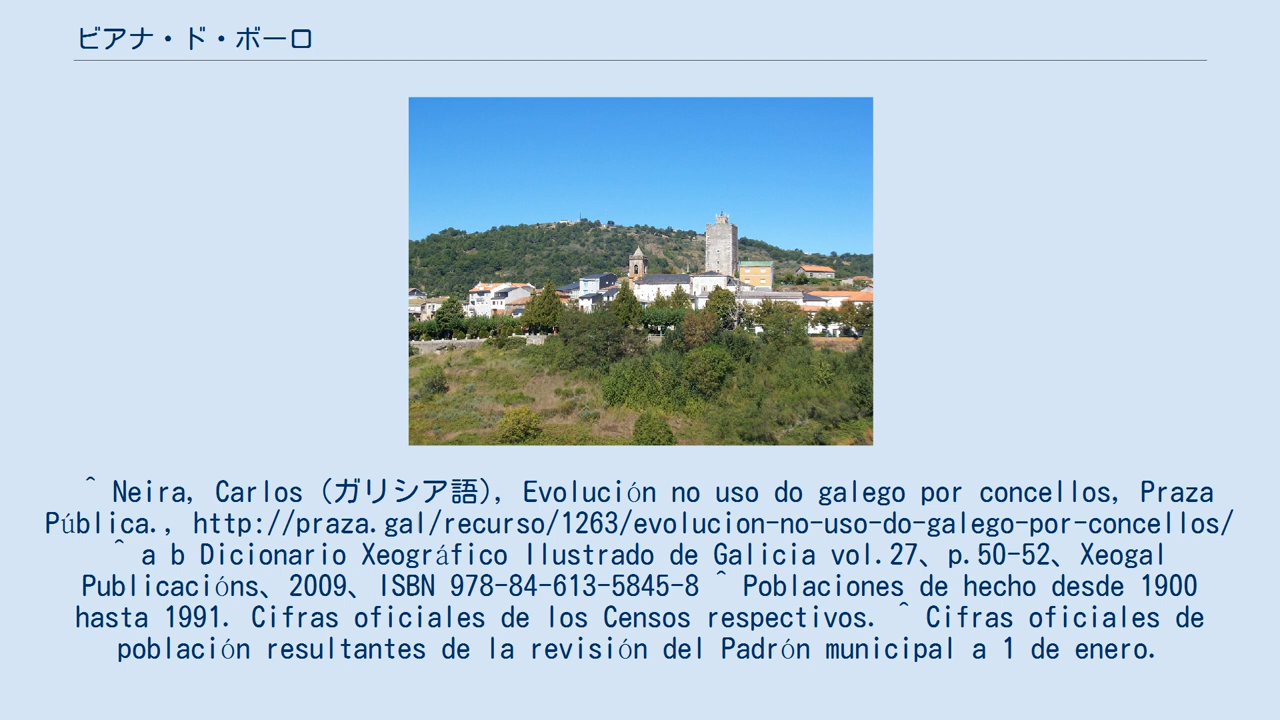 ビアナ・ド・ボーロ
^ Neira, Carlos (ガリシア語), Evolución no uso do galego por concellos, Praza
Pública., http://praza.gal/recurso/1263/evolucion-no-uso-do-galego-por-concellos/
^ a b Dicionario Xeográfico Ilustrado de Galicia vol.27、p.50-52、Xeogal
Publicacións、2009、ISBN 978-84-613-5845-8 ^ Poblaciones de hecho desde 1900
hasta 1991. Cifras oficiales de los Censos respectivos. ^ Cifras oficiales de
población resultantes de la revisión del Padrón municipal a 1 de enero.